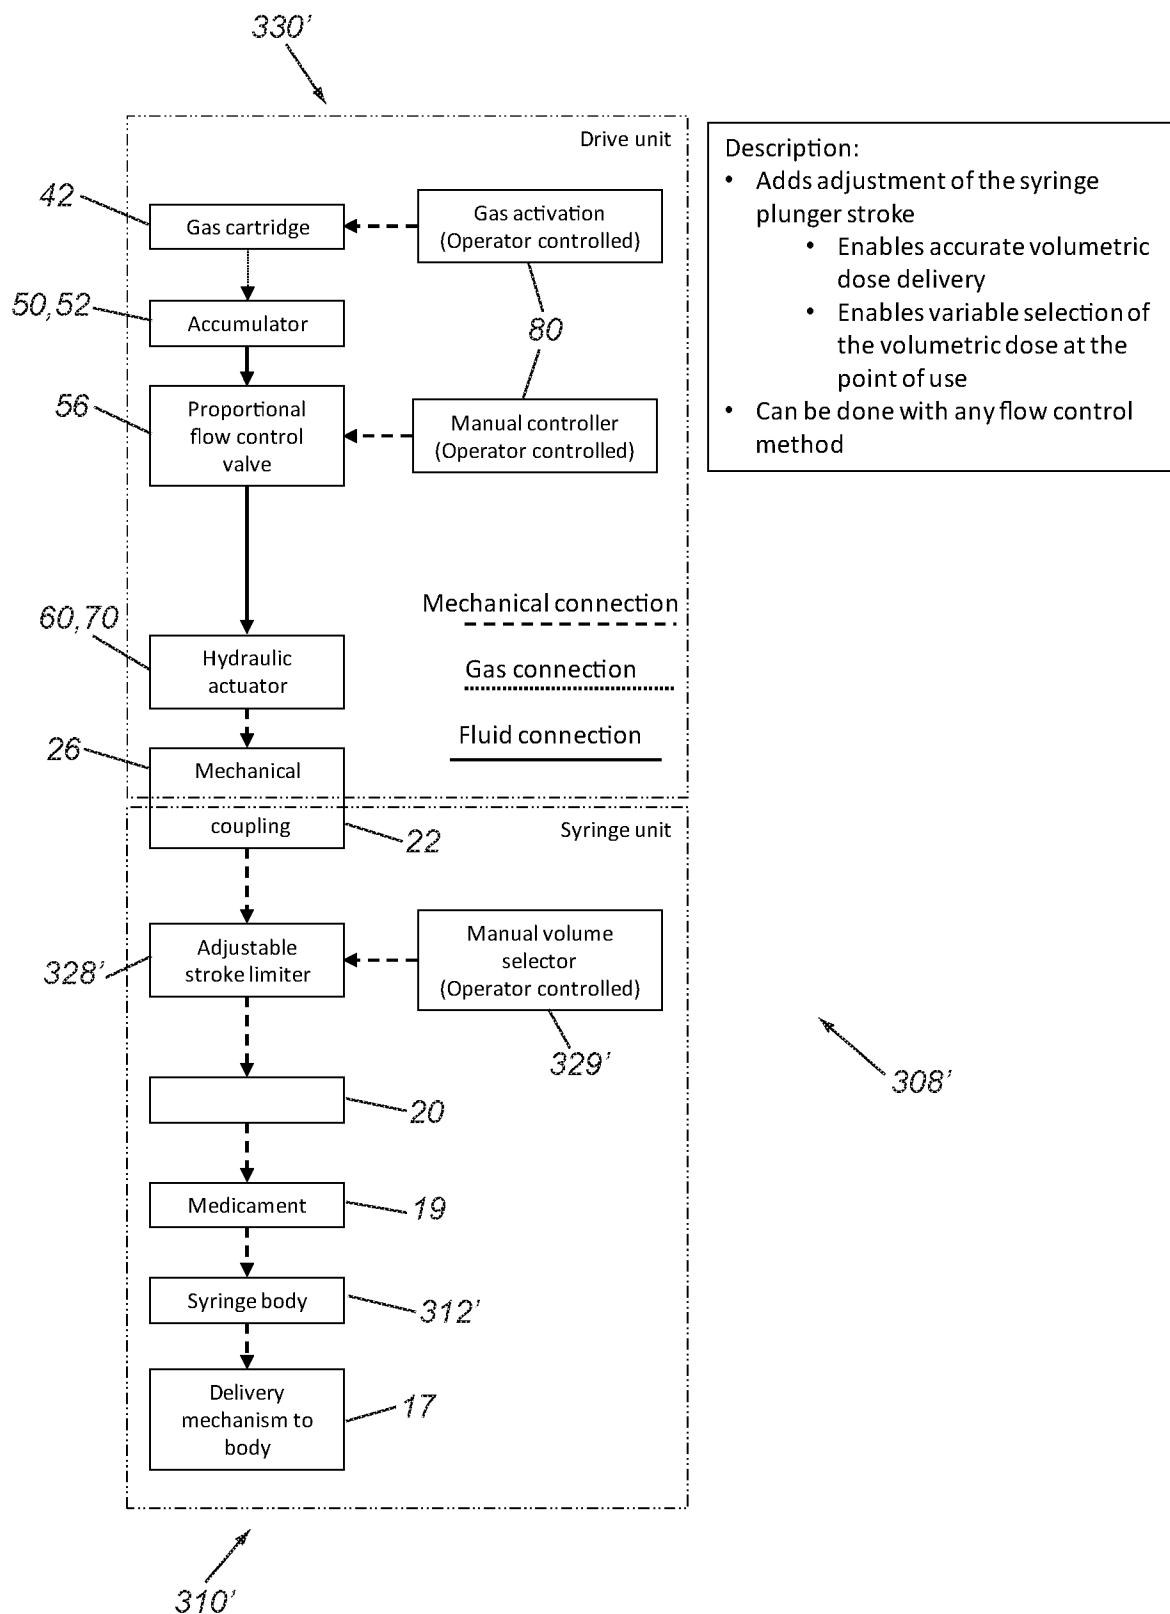 330’
Drive unit
42
Gas cartridge
Gas activation
(Operator controlled)
50,52
Accumulator
80
56
Proportional
flow control
valve
Manual controller
(Operator controlled)
Description:
• Adds adjustment of the syringe
plunger stroke
• Enables accurate volumetric
dose delivery
• Enables variable selection of
the volumetric dose at the
point of use
• Can be done with any flow control
method
Mechanical connection
Gas connection
Fluid connection
60,70
Hydraulic
actuator
26
Mechanical
coupling
22
Syringe unit
328’
Adjustable
stroke limiter
Manual volume
selector
(Operator controlled)
329’
308’
20
Medicament
19
Syringe body
312’
Delivery
mechanism to
body
17
310’